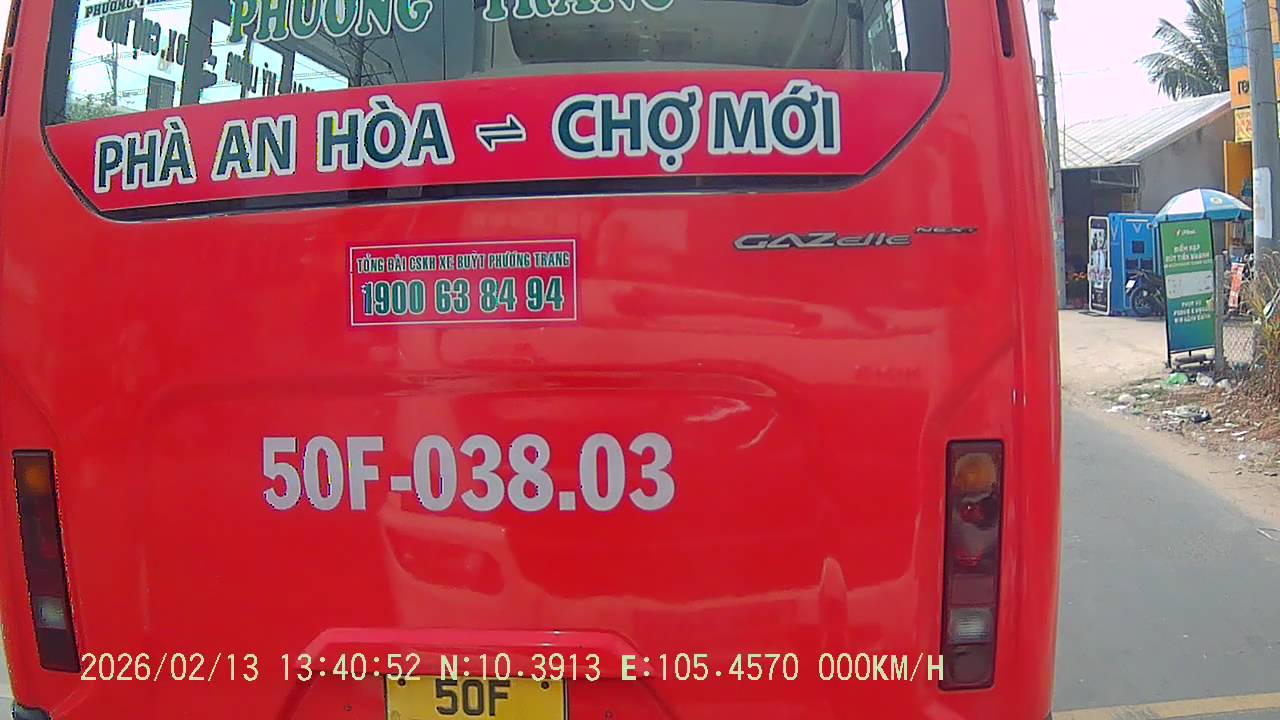 PHƯƠNG TRANG
PHÀ AN HÒA ⇌ CHỢ MỚI
GAZelle NEXT
TỔNG ĐÀI CSKH XE BUÝT PHƯƠNG TRANG
1900 63 84 94
50F-038.03
50F
2026/02/13 13:40:52 N:10.3913 E:105.4570 000KM/H